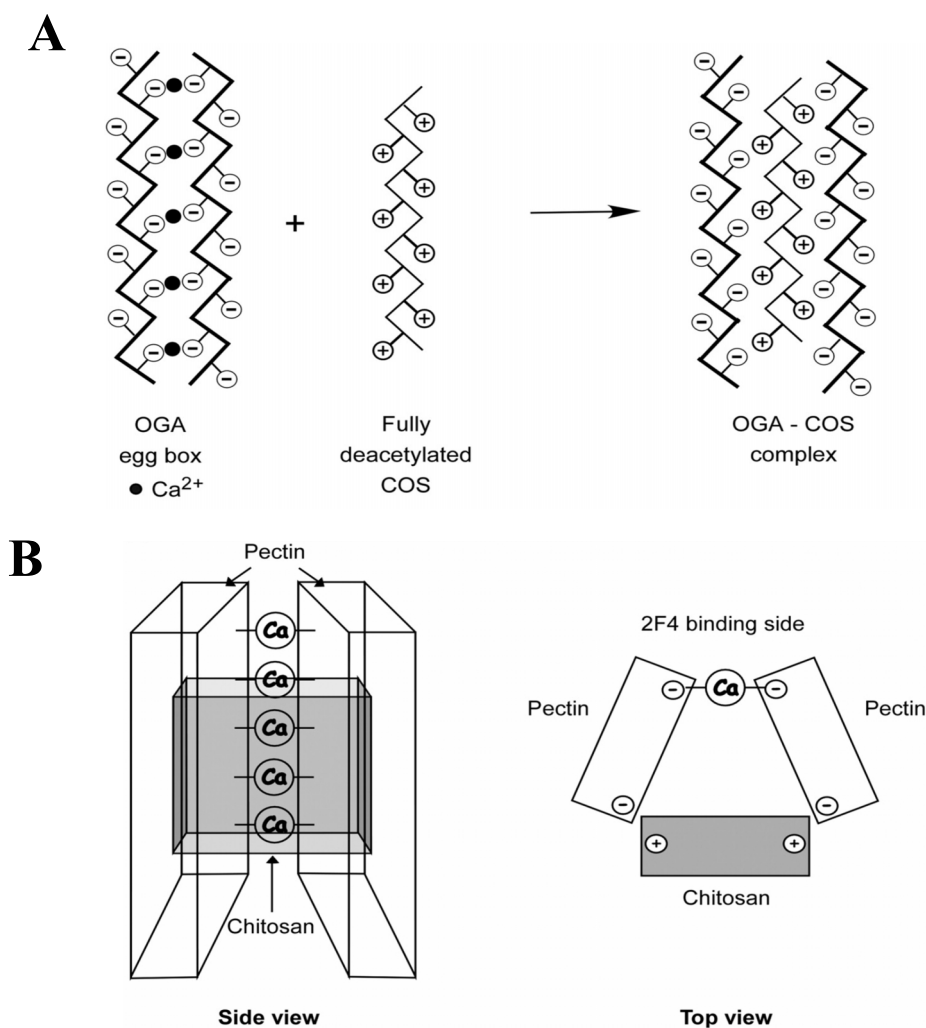 A
+
OGA
egg box
● Ca²⁺
Fully
deacetylated
COS
OGA - COS
complex
B
Pectin
Ca
Ca
Ca
Ca
Ca
Chitosan
Side view
2F4 binding side
Pectin
Ca
Pectin
Chitosan
Top view